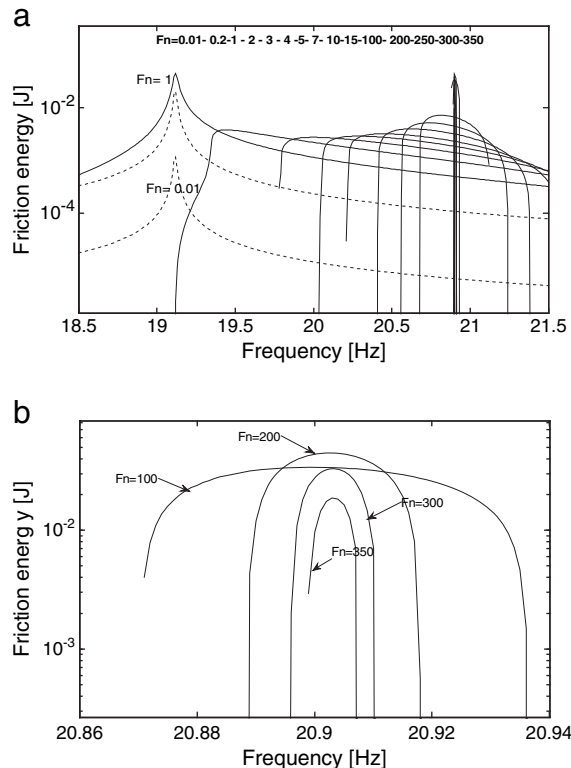 a
Fn=0.01- 0.2-1 - 2 - 3 - 4 -5- 7- 10-15-100- 200-250-300-350
Fn= 1
Fn= 0.01
10-2
10-4
Friction energy [J]
18.5 19 19.5 20 20.5 21 21.5
Frequency [Hz]
b
Fn=200
Fn=100
Fn=300
Fn=350
10-2
10-3
Friction energ y [J]
20.86 20.88 20.9 20.92 20.94
Frequency [Hz]